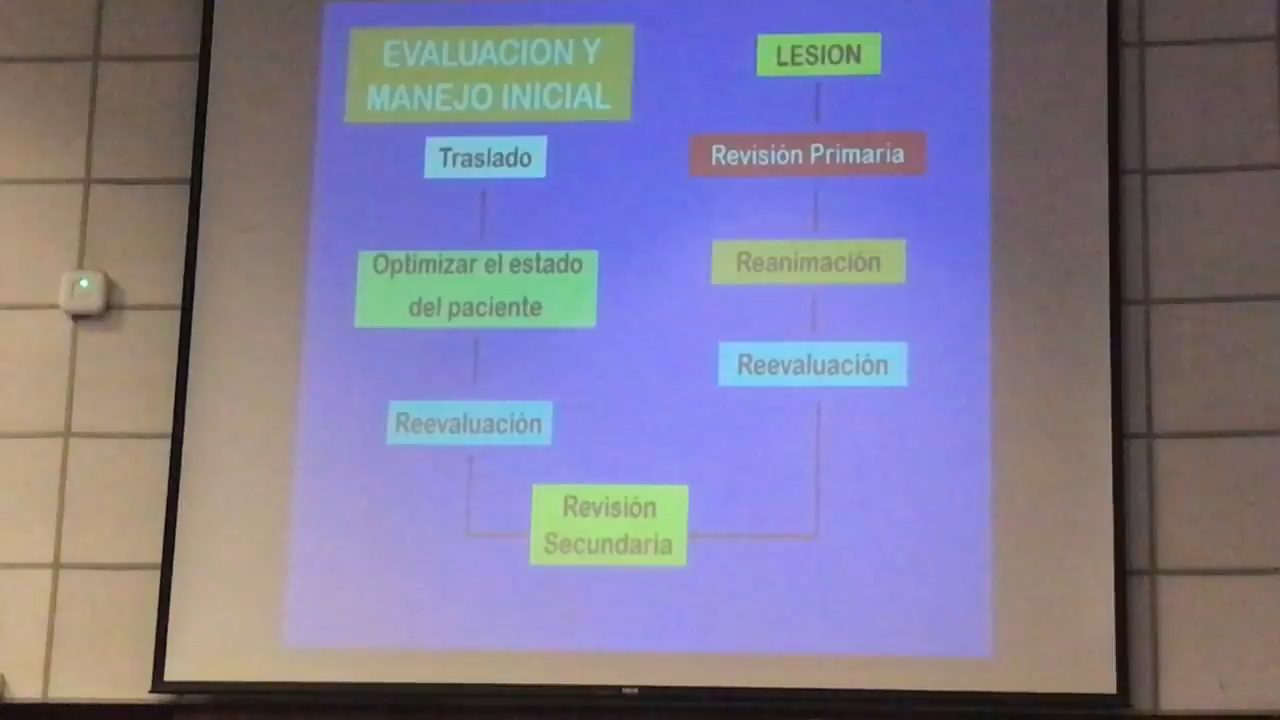 EVALUACION Y
MANEJO INICIAL
Traslado
Optimizar el estado
del paciente
Reevaluación
Revisión
Secundaria
LESION
Revisión Primaria
Reanimación
Reevaluación